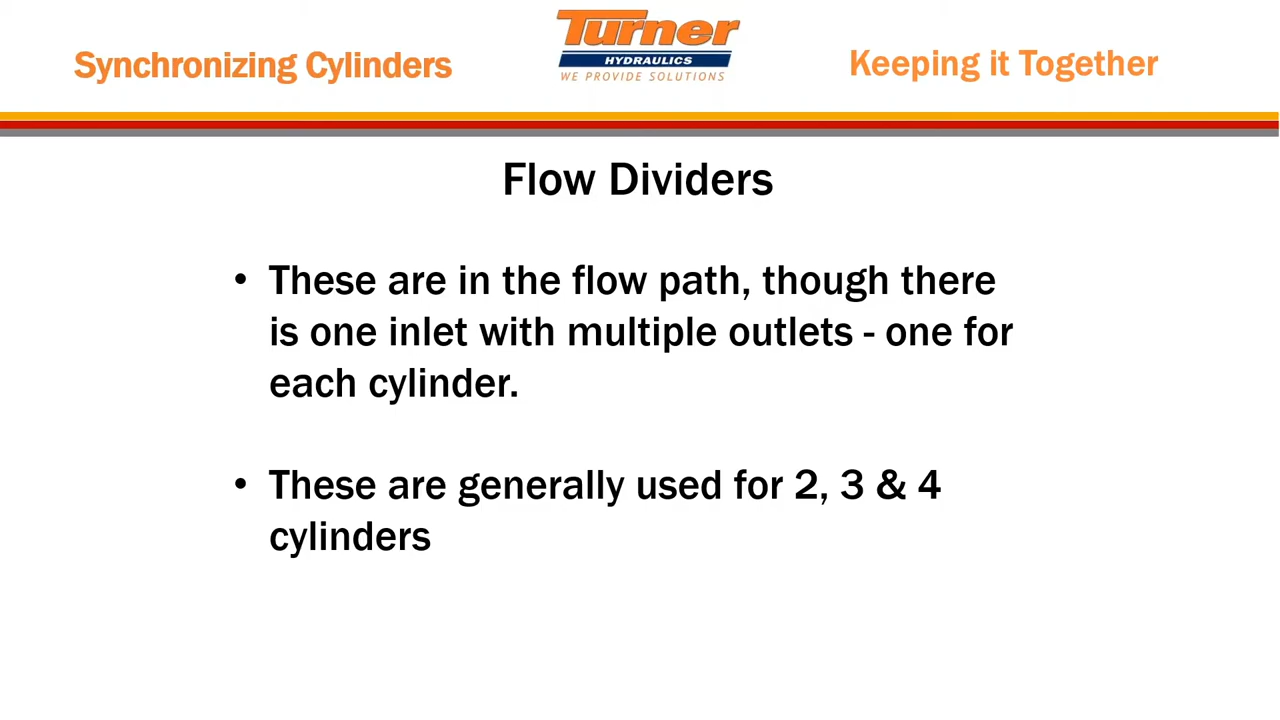 Synchronizing Cylinders
Turner
HYDRAULICS
WE PROVIDE SOLUTIONS
Keeping it Together
Flow Dividers
• These are in the flow path, though there
is one inlet with multiple outlets - one for
each cylinder.
• These are generally used for 2, 3 & 4
cylinders